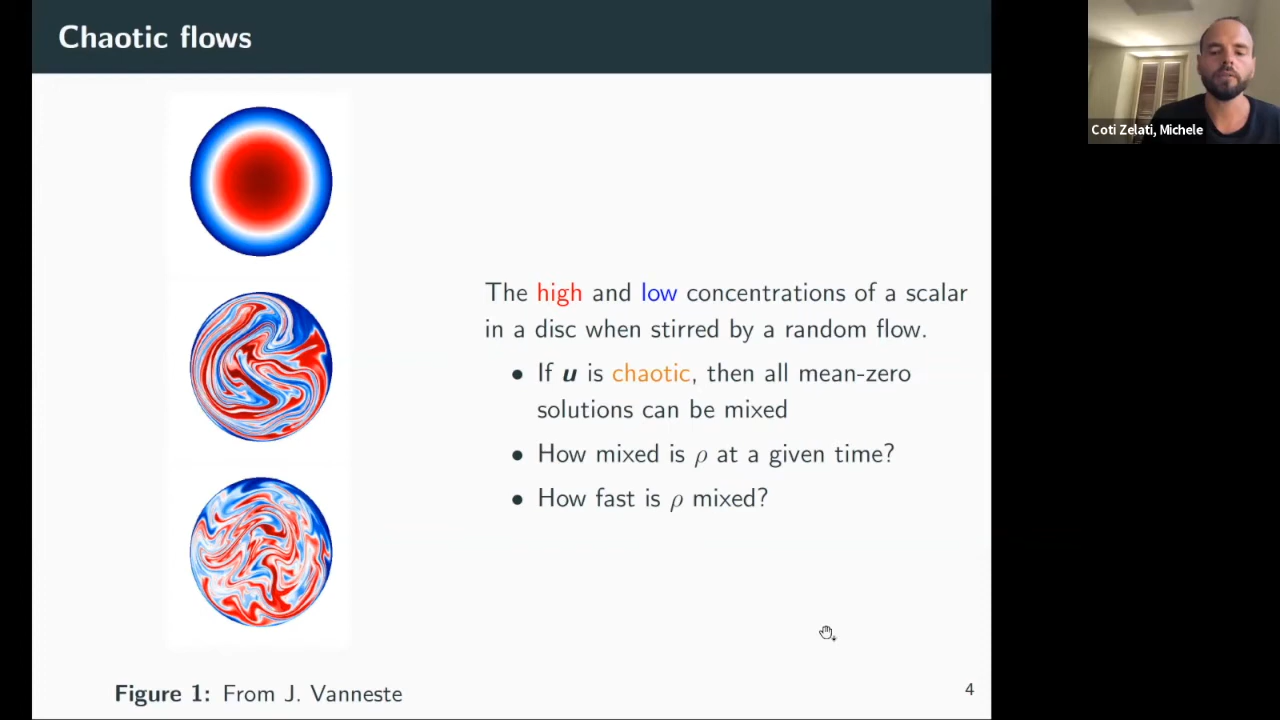 Chaotic flows
The high and low concentrations of a scalar
in a disc when stirred by a random flow.
• If u is chaotic, then all mean-zero
solutions can be mixed
• How mixed is ρ at a given time?
• How fast is ρ mixed?
Figure 1: From J. Vanneste
4
Coti Zelati, Michele